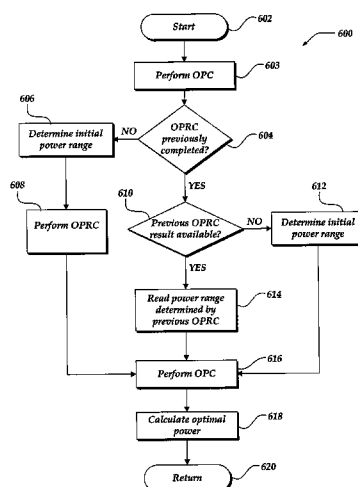 Start
602
600
Perform OPC
603
606
OPRC
previously
completed?
604
NO
Determine initial
power range
YES
608
610
612
Perform OPRC
Previous OPRC
result available?
NO
Determine initial
power range
YES
Read power range
determined by
previous OPRC
614
Perform OPC
616
Calculate optimal
power
618
Return
620